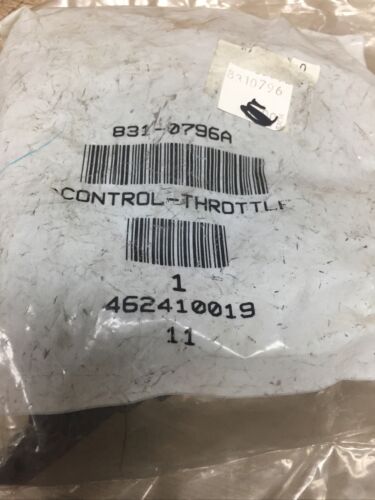 8310796
831-0796A
CONTROL-THROTTLE
1
462410019
11